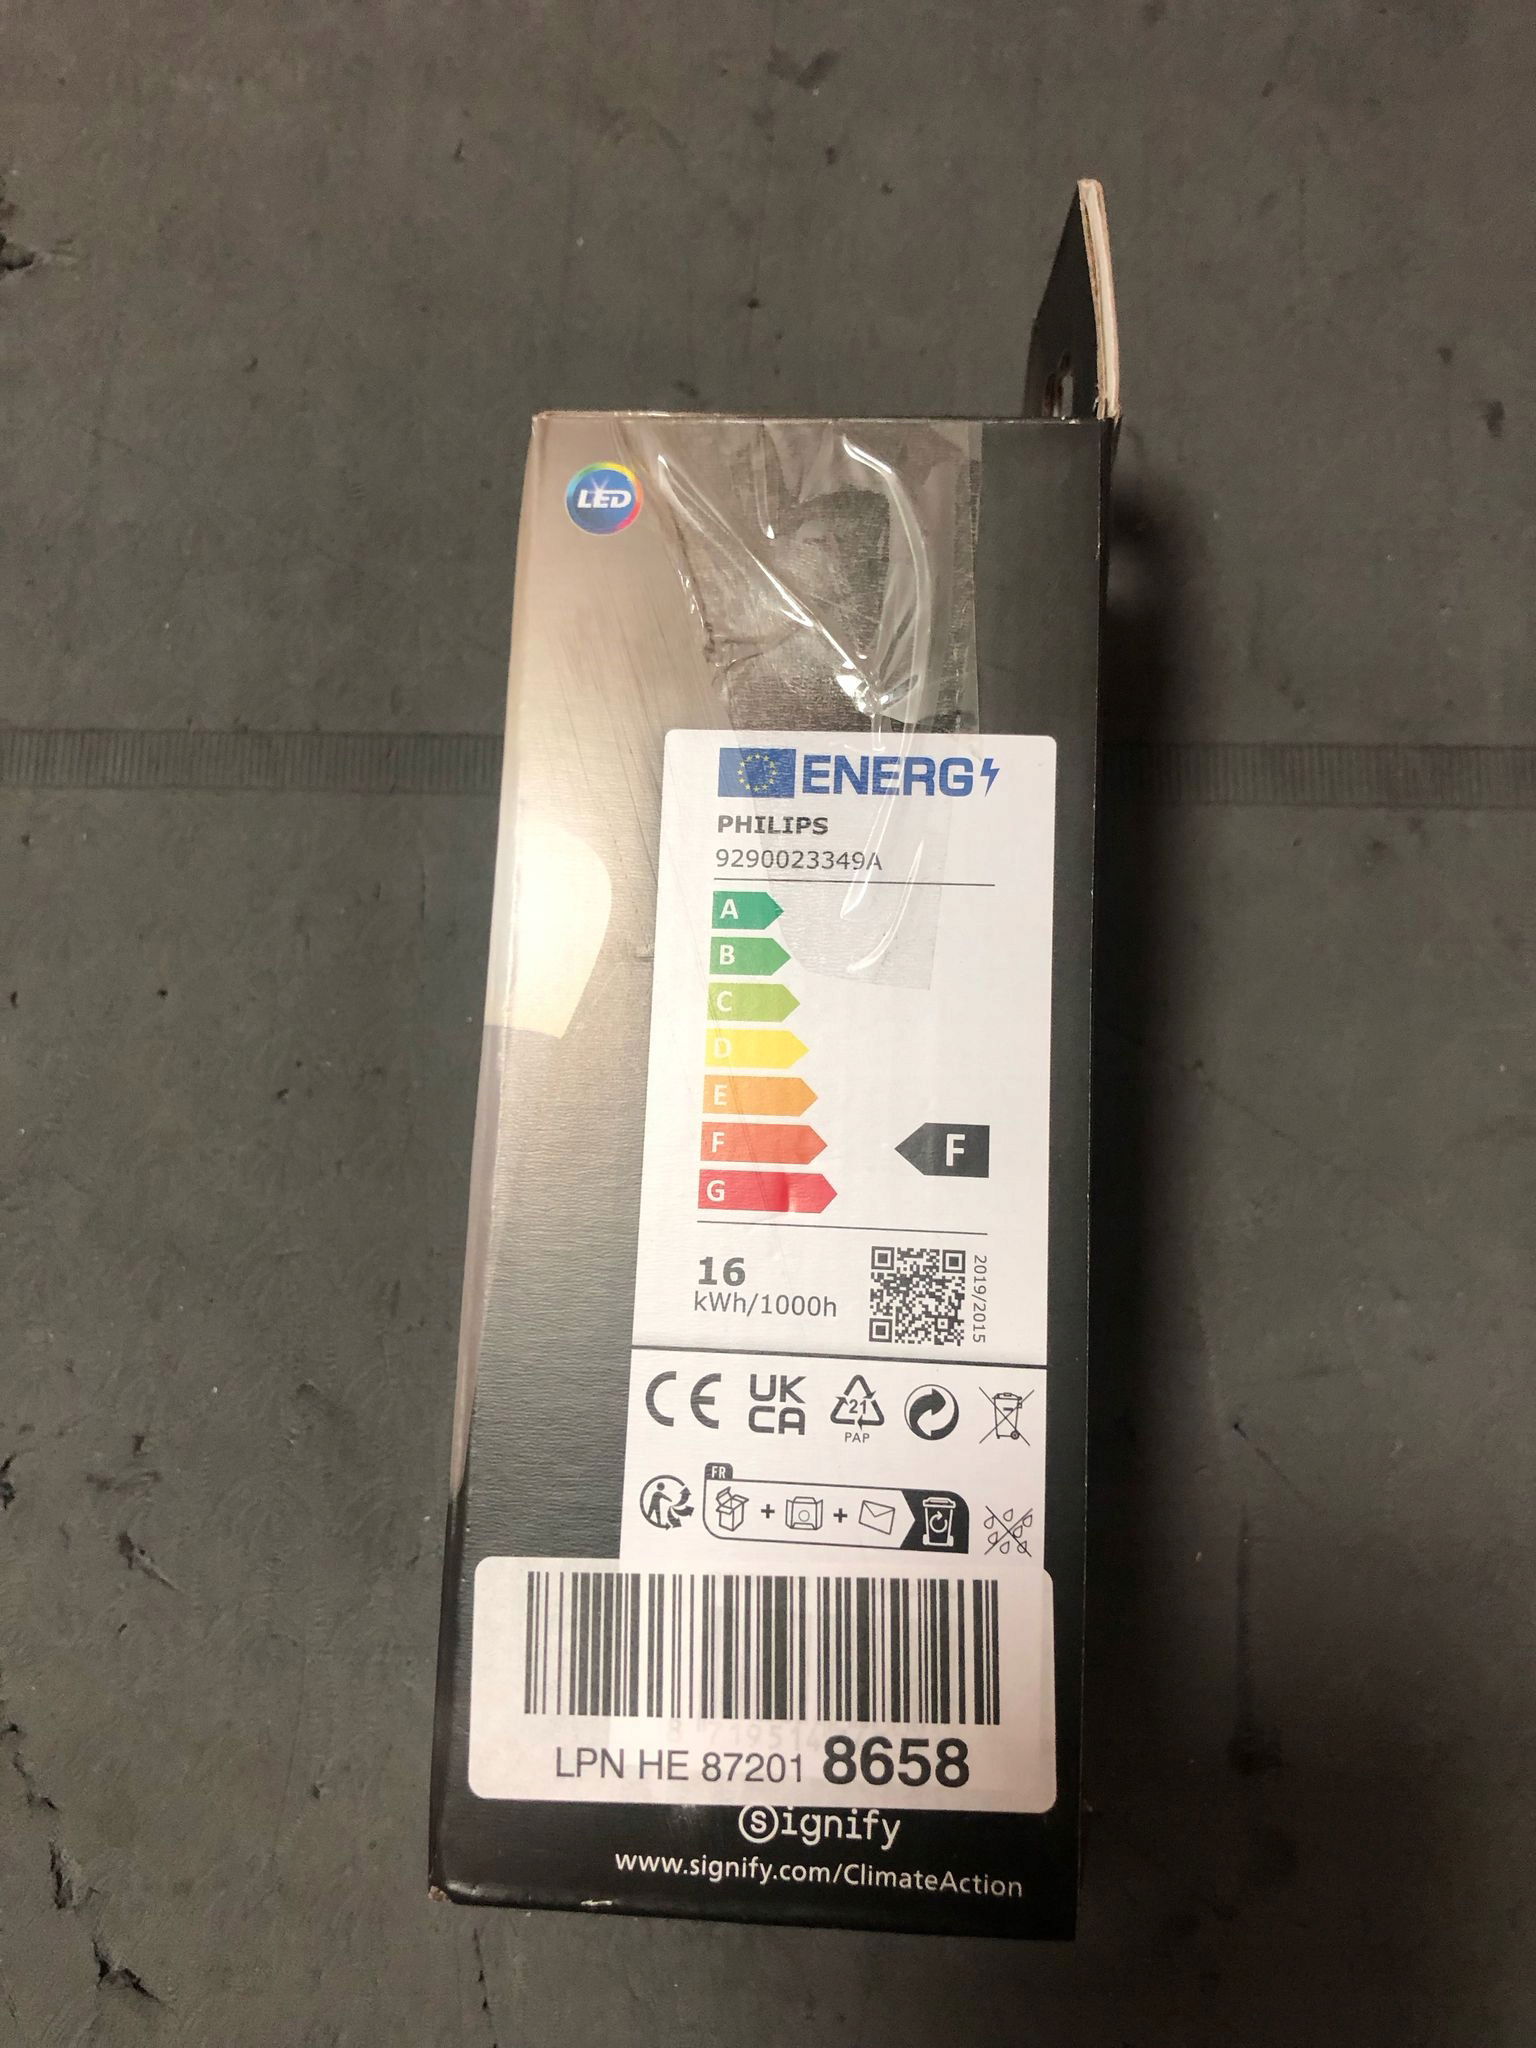 LED
ENERG
PHILIPS
9290023349A
A
B
C
D
E
F
F
G
16
kWh/1000h
2019/2015
CE
UK
CA
21
PAP
FR
+ +
LPN HE 87201 8658
signify
www.signify.com/ClimateAction